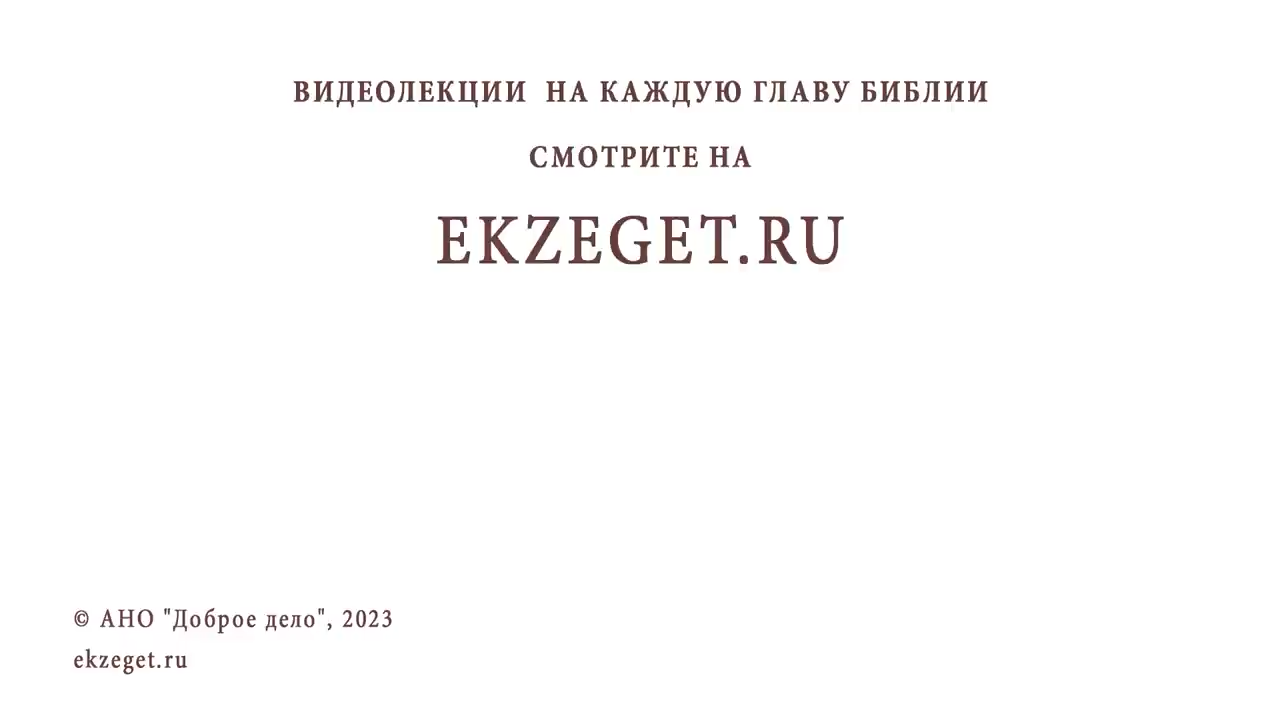 ВИДЕОЛЕКЦИИ НА КАЖДУЮ ГЛАВУ БИБЛИИ
СМОТРИТЕ НА
EKZEGET.RU
© АНО "Доброе дело", 2023
ekzeget.ru